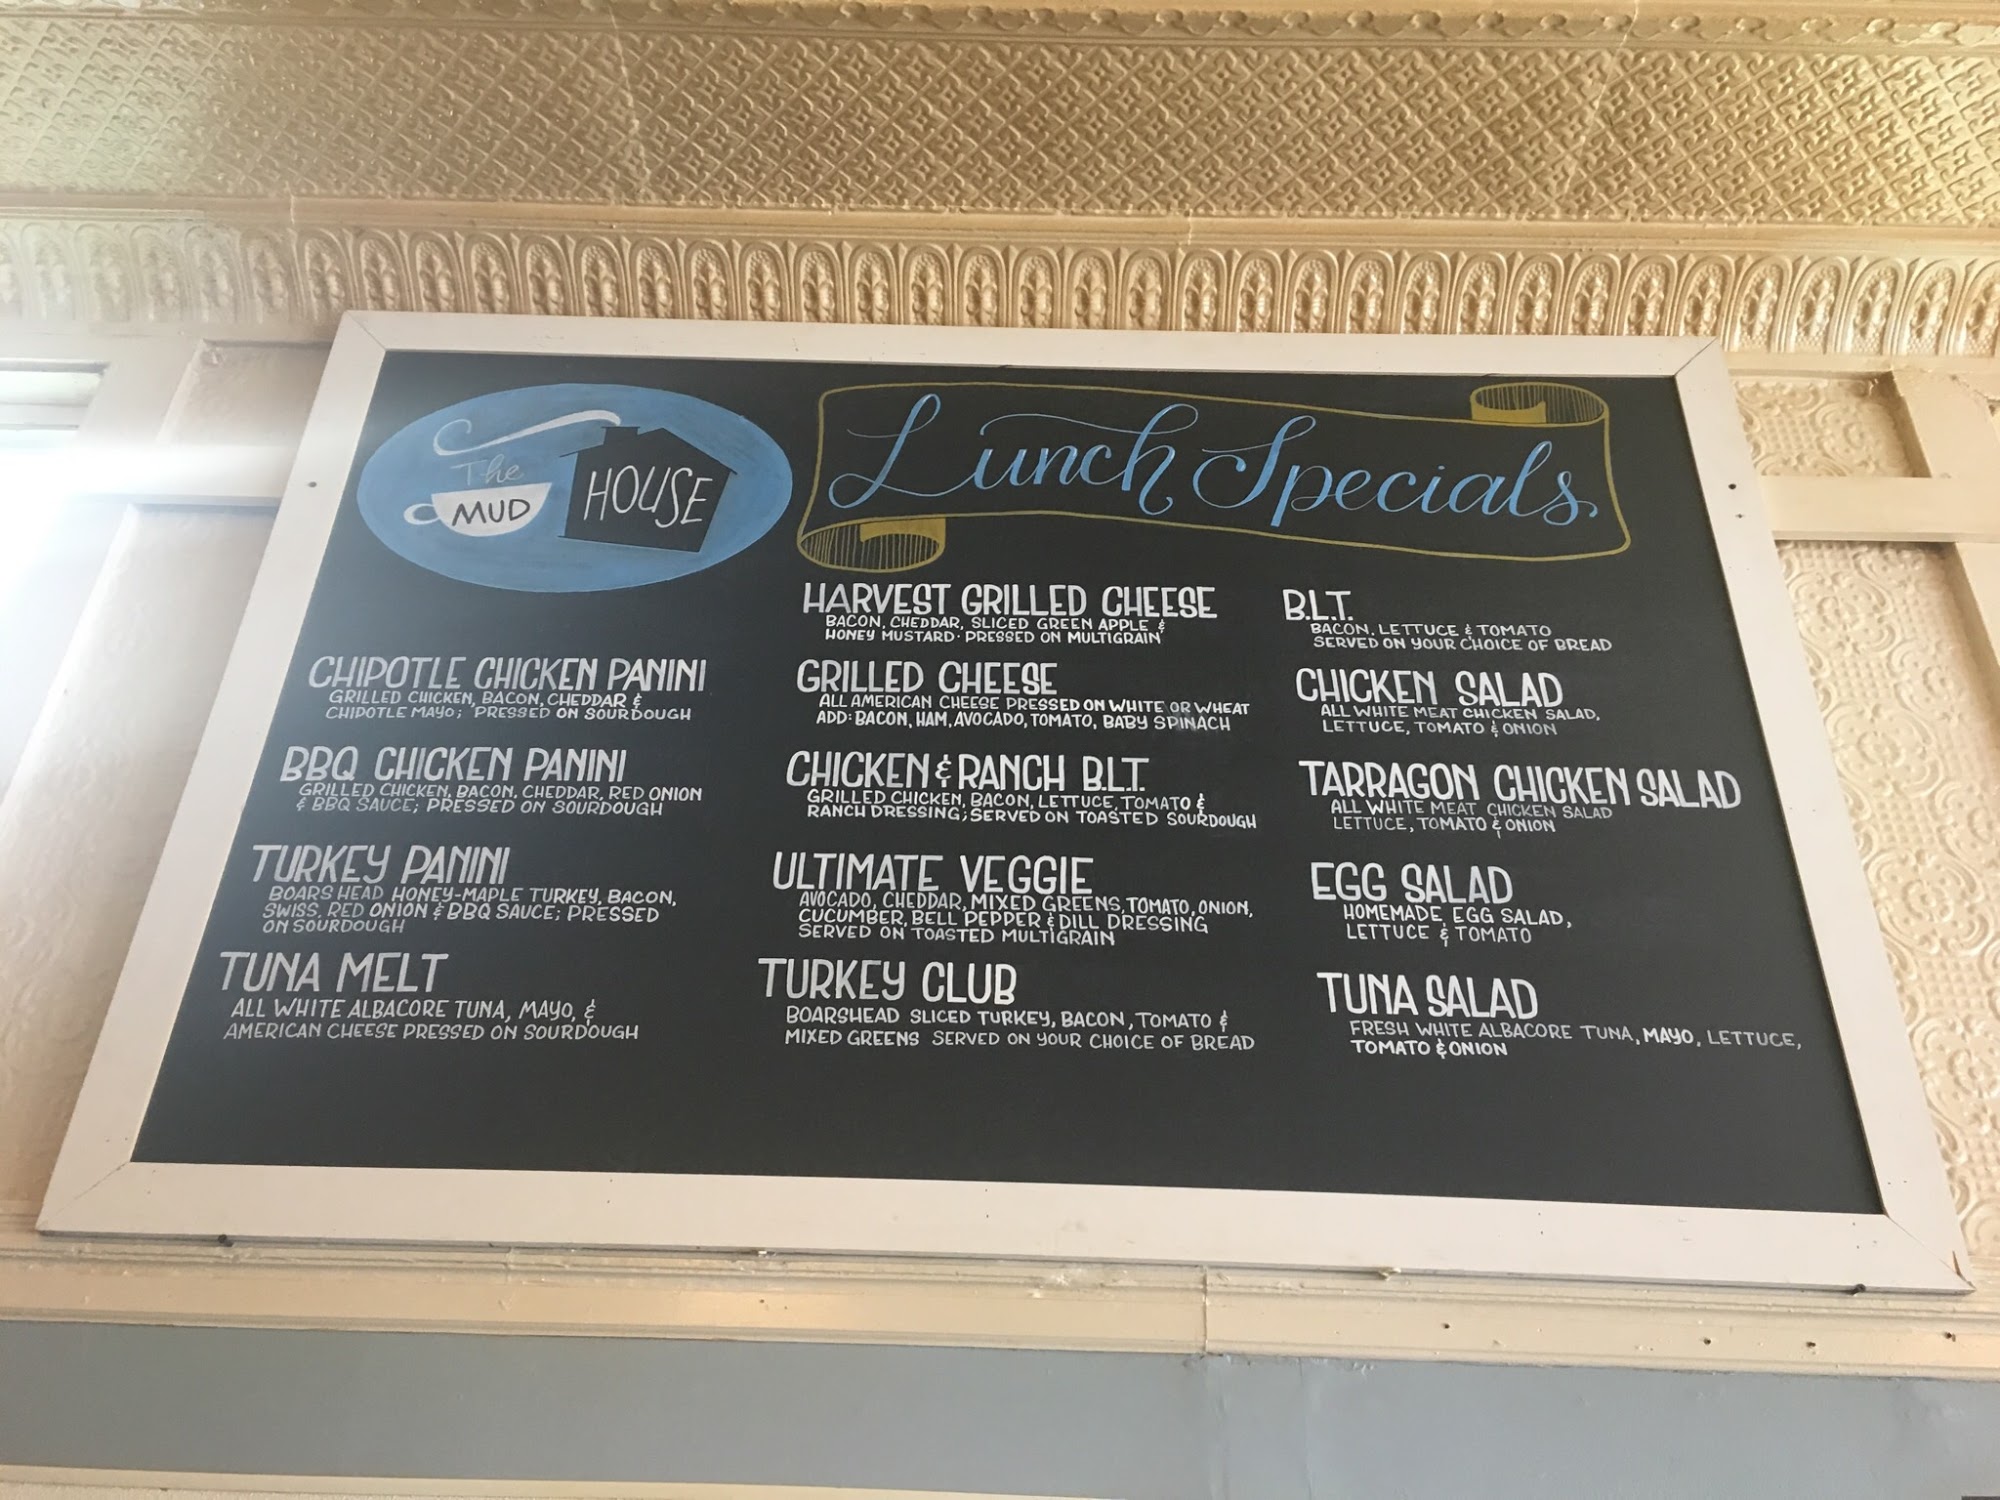 The
MUD HOUSE
Lunch Specials
CHIPOTLE CHICKEN PANINI
GRILLED CHICKEN, BACON, CHEDDAR &
CHIPOTLE MAYO; PRESSED ON SOURDOUGH
BBQ CHICKEN PANINI
GRILLED CHICKEN, BACON, CHEDDAR, RED ONION
& BBQ SAUCE; PRESSED ON SOURDOUGH
TURKEY PANINI
BOARS HEAD HONEY-MAPLE TURKEY, BACON,
SWISS, RED ONION & BBQ SAUCE; PRESSED
ON SOURDOUGH
TUNA MELT
ALL WHITE ALBACORE TUNA, MAYO, &
AMERICAN CHEESE PRESSED ON SOURDOUGH
HARVEST GRILLED CHEESE
BACON, CHEDDAR, SLICED GREEN APPLE &
HONEY MUSTARD · PRESSED ON MULTIGRAIN
GRILLED CHEESE
ALL AMERICAN CHEESE PRESSED ON WHITE OR WHEAT
ADD: BACON, HAM, AVOCADO, TOMATO, BABY SPINACH
CHICKEN & RANCH B.L.T.
GRILLED CHICKEN, BACON, LETTUCE, TOMATO &
RANCH DRESSING; SERVED ON TOASTED SOURDOUGH
ULTIMATE VEGGIE
AVOCADO, CHEDDAR, MIXED GREENS, TOMATO, ONION,
CUCUMBER, BELL PEPPER & DILL DRESSING
SERVED ON TOASTED MULTIGRAIN
TURKEY CLUB
BOARSHEAD SLICED TURKEY, BACON, TOMATO &
MIXED GREENS SERVED ON YOUR CHOICE OF BREAD
B.L.T.
BACON, LETTUCE & TOMATO
SERVED ON YOUR CHOICE OF BREAD
CHICKEN SALAD
ALL WHITE MEAT CHICKEN SALAD,
LETTUCE, TOMATO & ONION
TARRAGON CHICKEN SALAD
ALL WHITE MEAT CHICKEN SALAD
LETTUCE, TOMATO & ONION
EGG SALAD
HOMEMADE EGG SALAD,
LETTUCE & TOMATO
TUNA SALAD
FRESH WHITE ALBACORE TUNA, MAYO, LETTUCE,
TOMATO & ONION